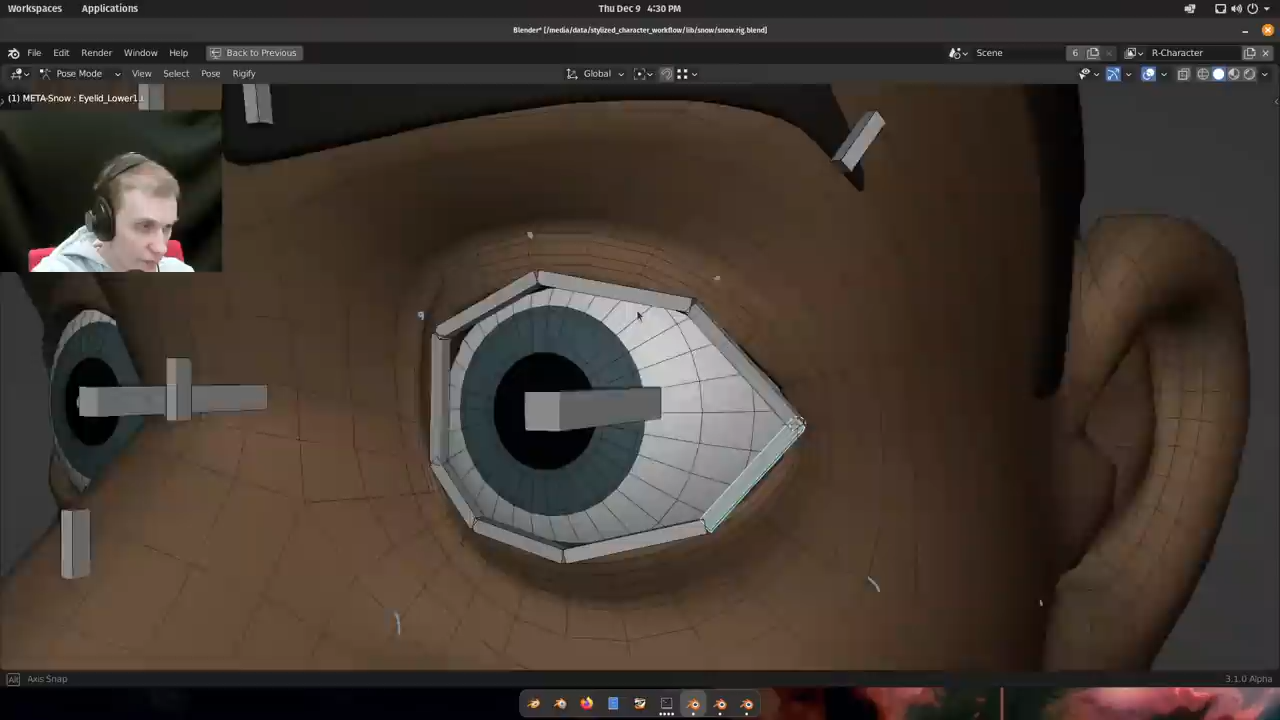 Workspaces Applications Thu Dec 9 4:30 PM
Blender* [/media/data/stylized_character_workflow/lib/snow/snow.rig.blend]
File Edit Render Window Help Back to Previous Scene 6 R-Character
Pose Mode View Select Pose Rigify Global
(1) META-Snow : Eyelid_Lower1
Alt Axis Snap 3.1.0 Alpha